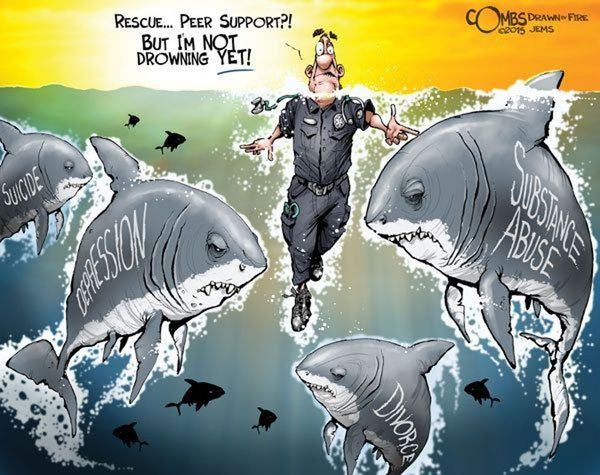 RESCUE... PEER SUPPORT?!
BUT I'M NOT
DROWNING YET!
COMBS DRAWN BY FIRE
©2015 JEMS
SUICIDE
DEPRESSION
SUBSTANCE
ABUSE
DIVORCE